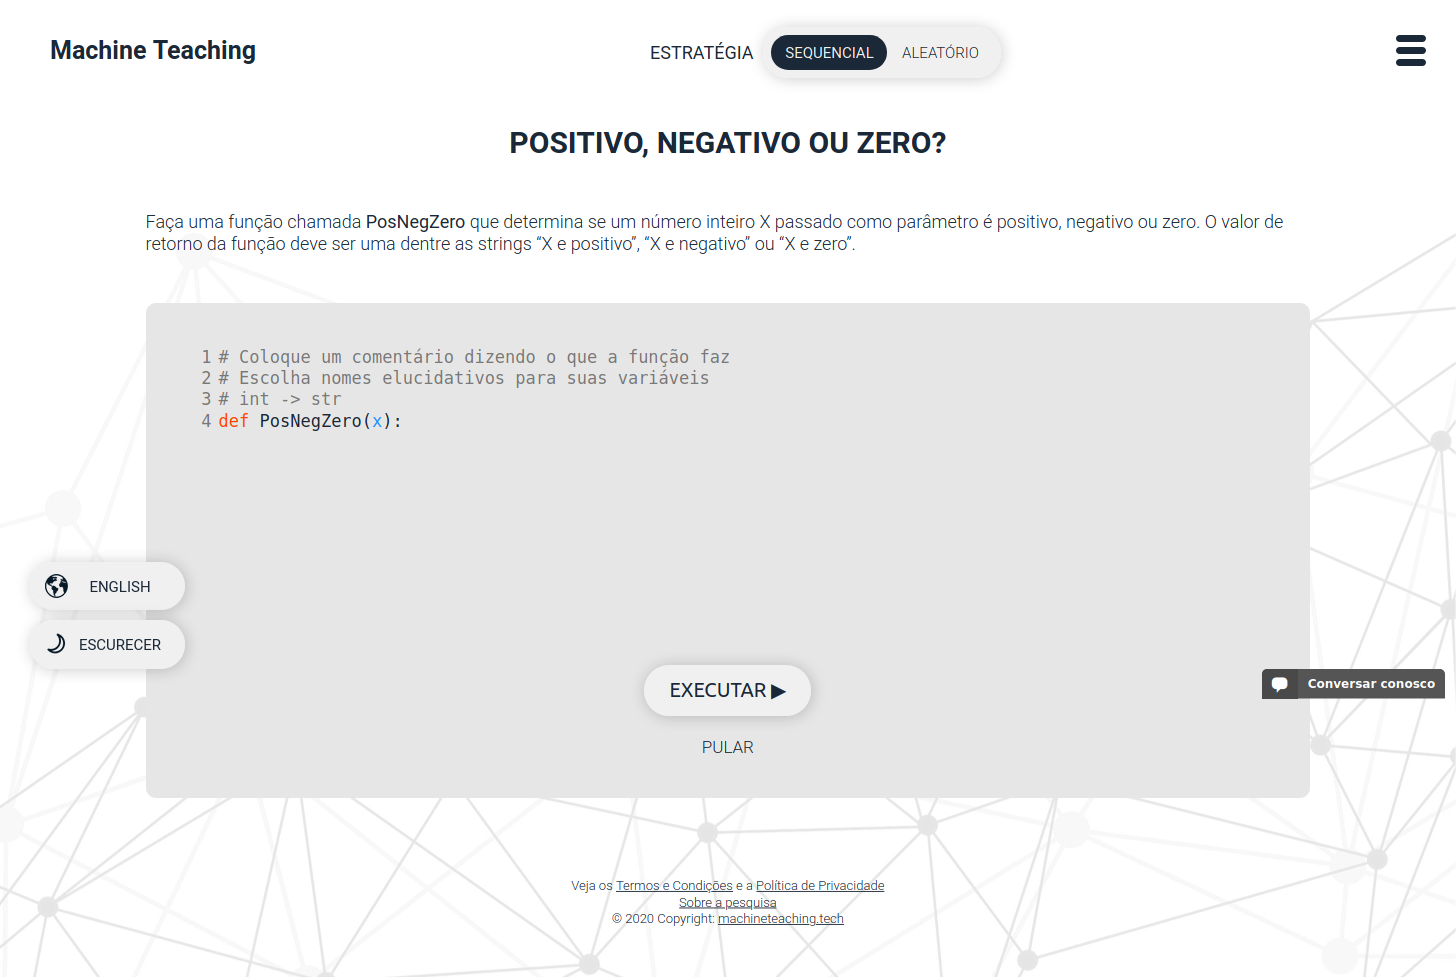 Machine Teaching
ESTRATÉGIA SEQUENCIAL ALEATÓRIO
POSITIVO, NEGATIVO OU ZERO?
Faça uma função chamada PosNegZero que determina se um número inteiro X passado como parâmetro é positivo, negativo ou zero. O valor de
retorno da função deve ser uma dentre as strings “X e positivo”, “X e negativo” ou “X e zero”.
1 # Coloque um comentário dizendo o que a função faz
2 # Escolha nomes elucidativos para suas variáveis
3 # int -> str
4 def PosNegZero(x):
ENGLISH
ESCURECER
EXECUTAR ▶
Conversar conosco
PULAR
Veja os Termos e Condições e a Política de Privacidade
Sobre a pesquisa
© 2020 Copyright: machineteaching.tech